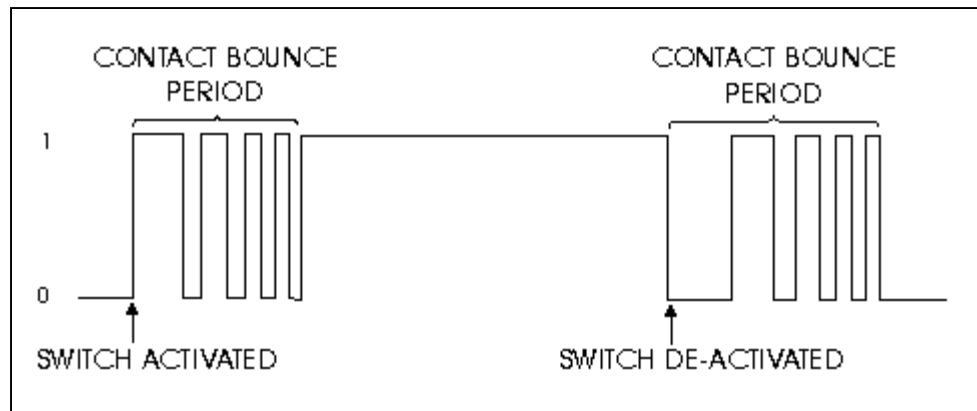 CONTACT BOUNCE
PERIOD
CONTACT BOUNCE
PERIOD
1
0
SWITCH ACTIVATED
SWITCH DE-ACTIVATED